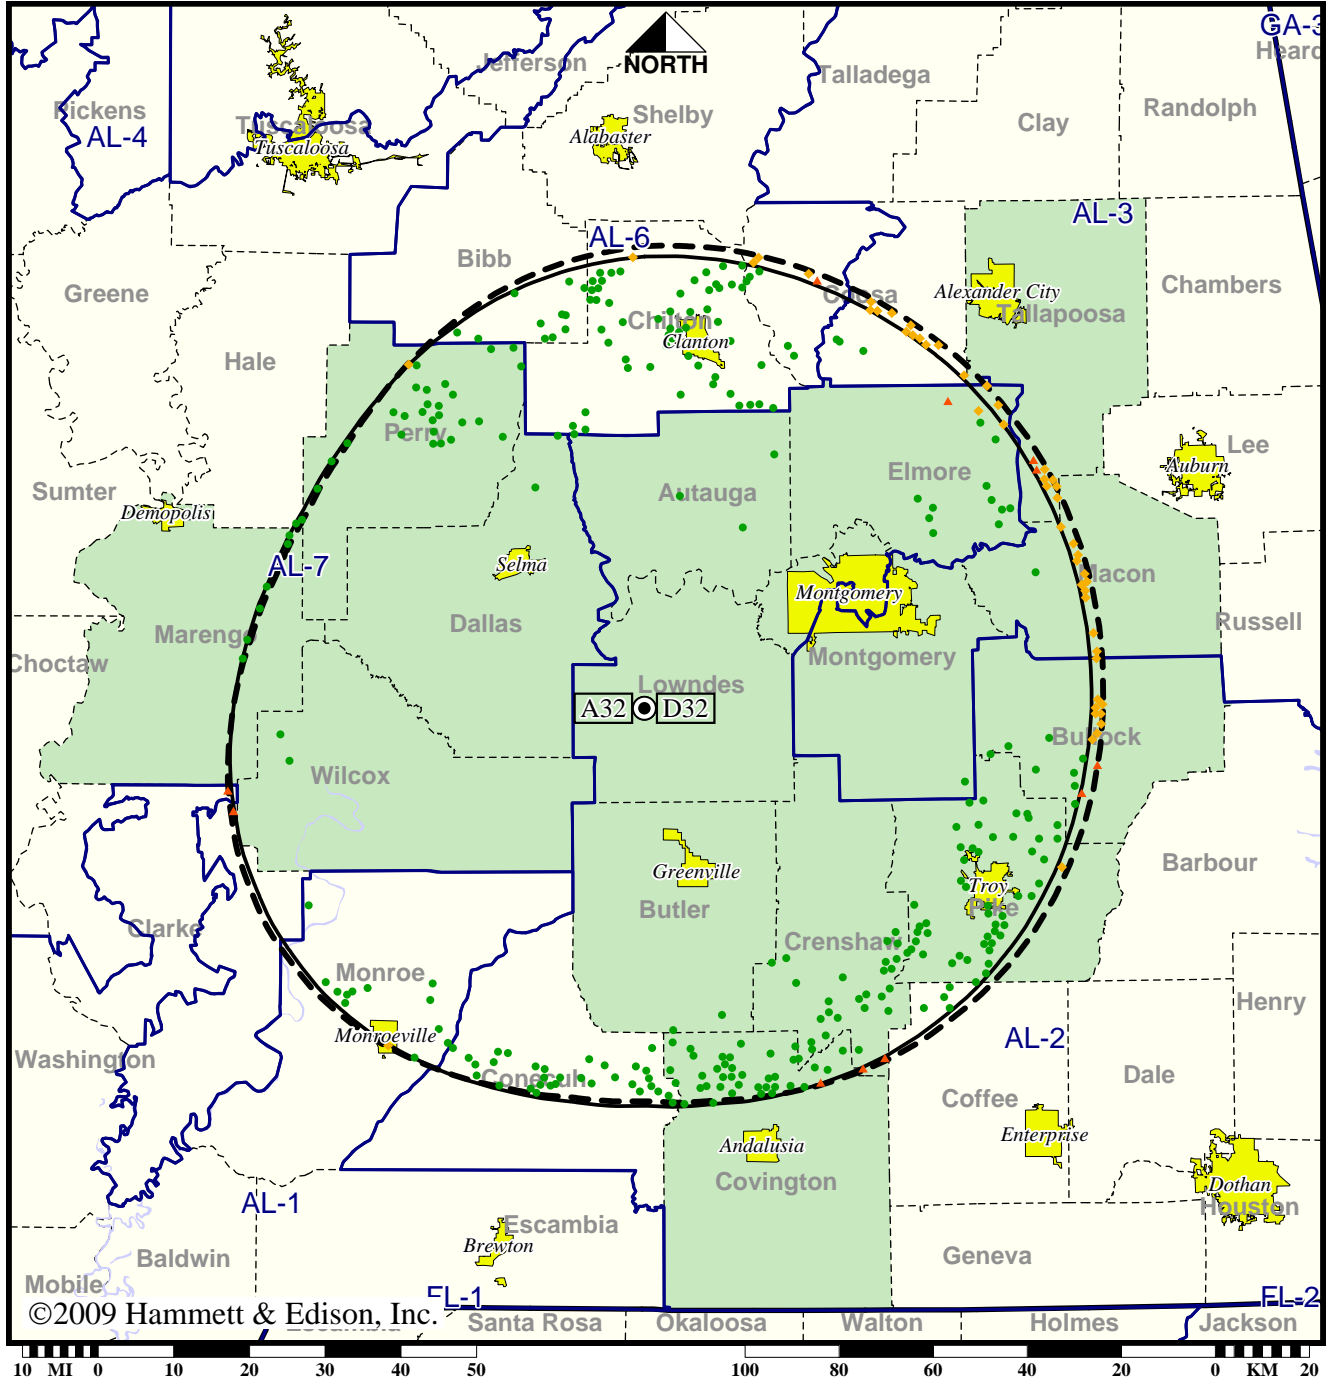 GA-3
Heard
Jefferson
NORTH
Talladega
Pickens
AL-4
Tuscaloosa
Tuscaloosa
Shelby
Alabaster
Clay
Randolph
AL-3
AL-6
Bibb
Greene
Coosa
Alexander City
Tallapoosa
Chambers
Chilton
Clanton
Hale
Perry
Lee
Auburn
Elmore
Sumter
Autauga
Demopolis
AL-7
Selma
Macon
Montgomery
Dallas
Marengo
Russell
Choctaw
Montgomery
Lowndes
A32
D32
Bullock
Wilcox
Greenville
Barbour
Troy
Butler
Pike
Clarke
Crenshaw
Monroe
Henry
Monroeville
AL-2
Washington
Conecuh
Dale
Coffee
Enterprise
Andalusia
Covington
Dothan
Houston
AL-1
Escambia
Brewton
Baldwin
Geneva
Mobile
FL-1
FL-2
©2009 Hammett & Edison, Inc.
Escambia
Santa Rosa
Okaloosa
Walton
Holmes
Jackson
10 MI 0 10 20 30 40 50
100 80 60 40 20 0 KM 20